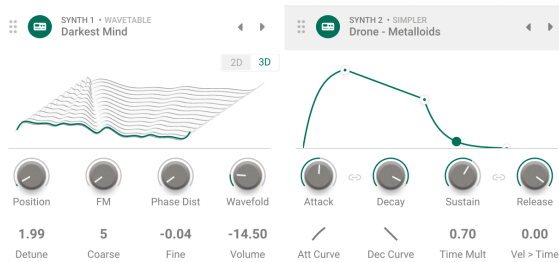 SYNTH 1 • WAVETABLE
Darkest Mind
2D 3D
Position FM Phase Dist Wavefold
1.99 5 -0.04 -14.50
Detune Coarse Fine Volume
SYNTH 2 • SIMPLER
Drone - Metalloids
Attack Decay Sustain Release
0.70 0.00
Att Curve Dec Curve Time Mult Vel > Time